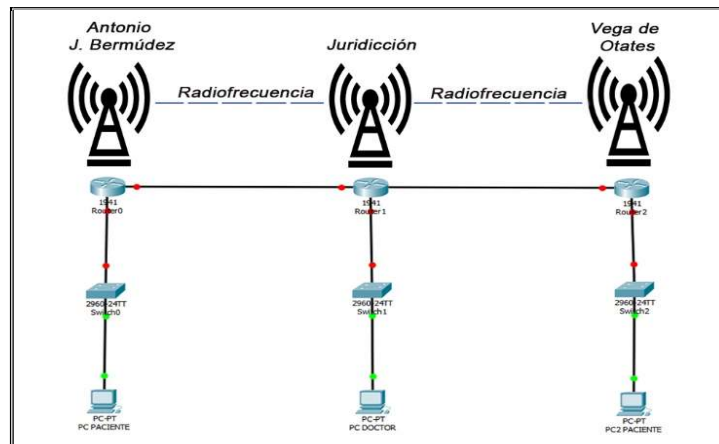 Antonio
J. Bermúdez
Juridicción
Vega de
Otates
Radiofrecuencia
Radiofrecuencia
1941
Router0
1941
Router1
1941
Router2
2960-24TT
Switch0
2960-24TT
Switch1
2960-24TT
Switch2
PC-PT
PC PACIENTE
PC-PT
PC DOCTOR
PC-PT
PC2 PACIENTE